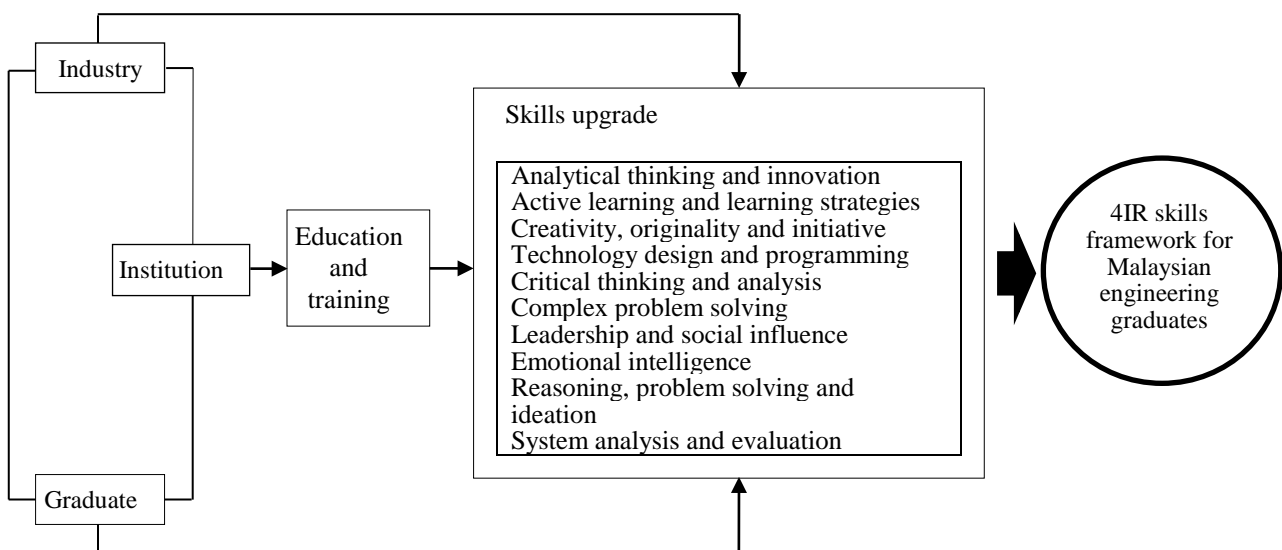 Industry
Institution
Graduate
Education
and
training
Skills upgrade
Analytical thinking and innovation
Active learning and learning strategies
Creativity, originality and initiative
Technology design and programming
Critical thinking and analysis
Complex problem solving
Leadership and social influence
Emotional intelligence
Reasoning, problem solving and
ideation
System analysis and evaluation
4IR skills
framework for
Malaysian
engineering
graduates